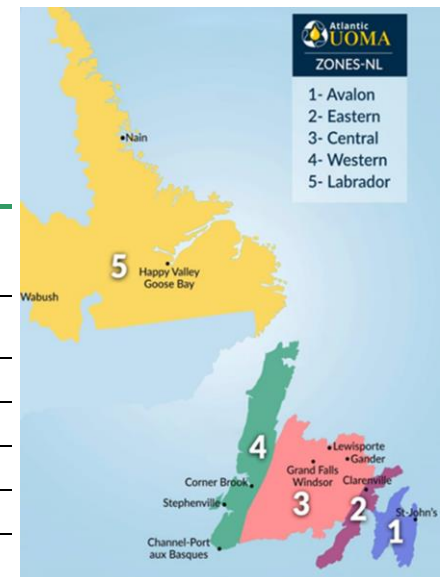 Atlantic
UOMA
ZONES-NL
1- Avalon
2- Eastern
3- Central
4- Western
5- Labrador
Nain
5
Happy Valley
Goose Bay
Wabush
4
Lewisporte
Gander
Grand Falls
Windsor
Corner Brook
Clarenville
Stephenville
3
2
St-John's
1
Channel-Port
aux Basques